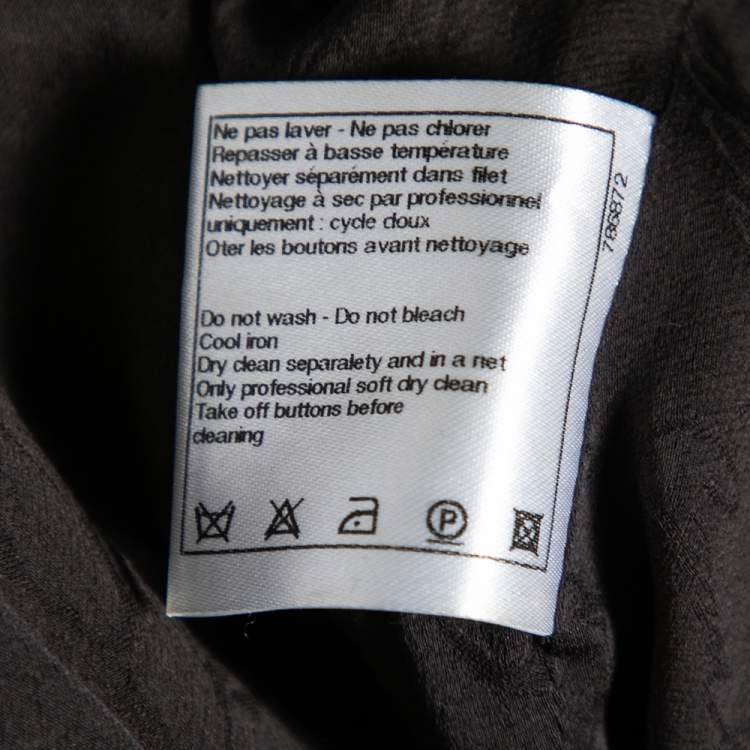 Ne pas laver - Ne pas chlorer
Repasser à basse température
Nettoyer séparément dans filet
Nettoyage à sec par professionnel
uniquement : cycle doux
Oter les boutons avant nettoyage
786872
Do not wash - Do not bleach
Cool iron
Dry clean separalety and in a net
Only professional soft dry clean
Take off buttons before
cleaning
P